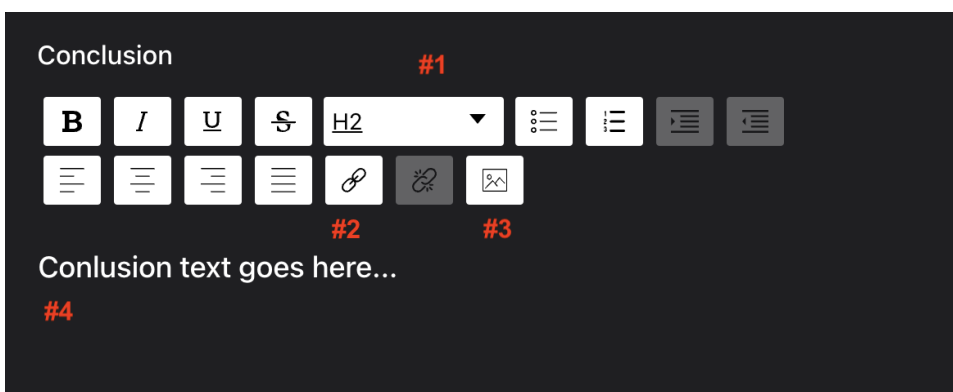 Conclusion
#1
B I U S H2
#2 #3
Conlusion text goes here...
#4